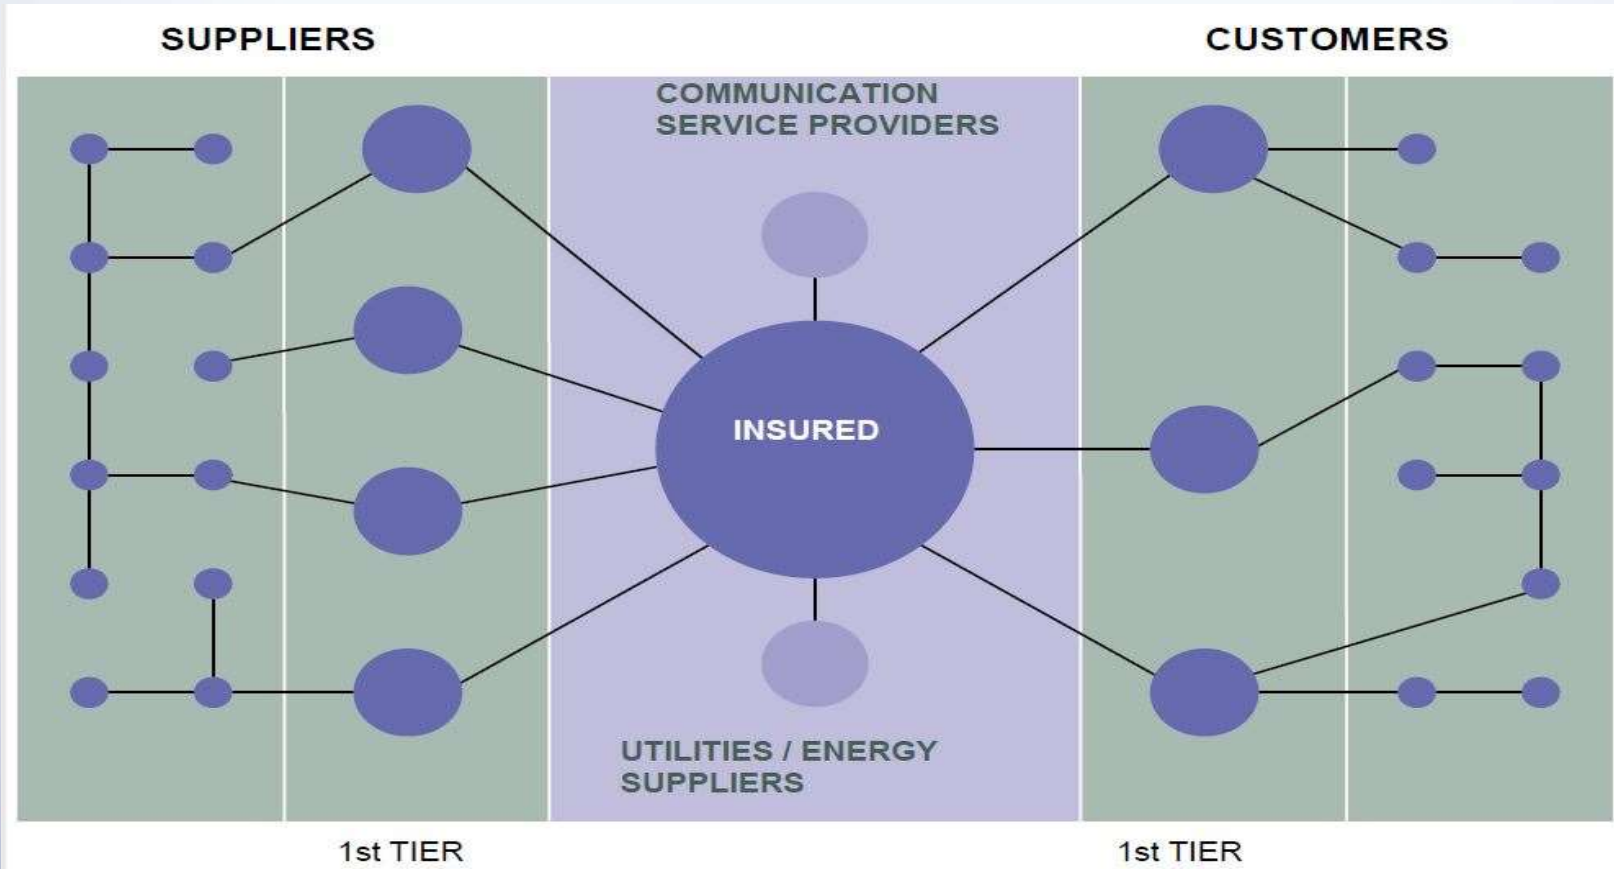 SUPPLIERS
CUSTOMERS
COMMUNICATION
SERVICE PROVIDERS
INSURED
UTILITIES / ENERGY
SUPPLIERS
1st TIER
1st TIER